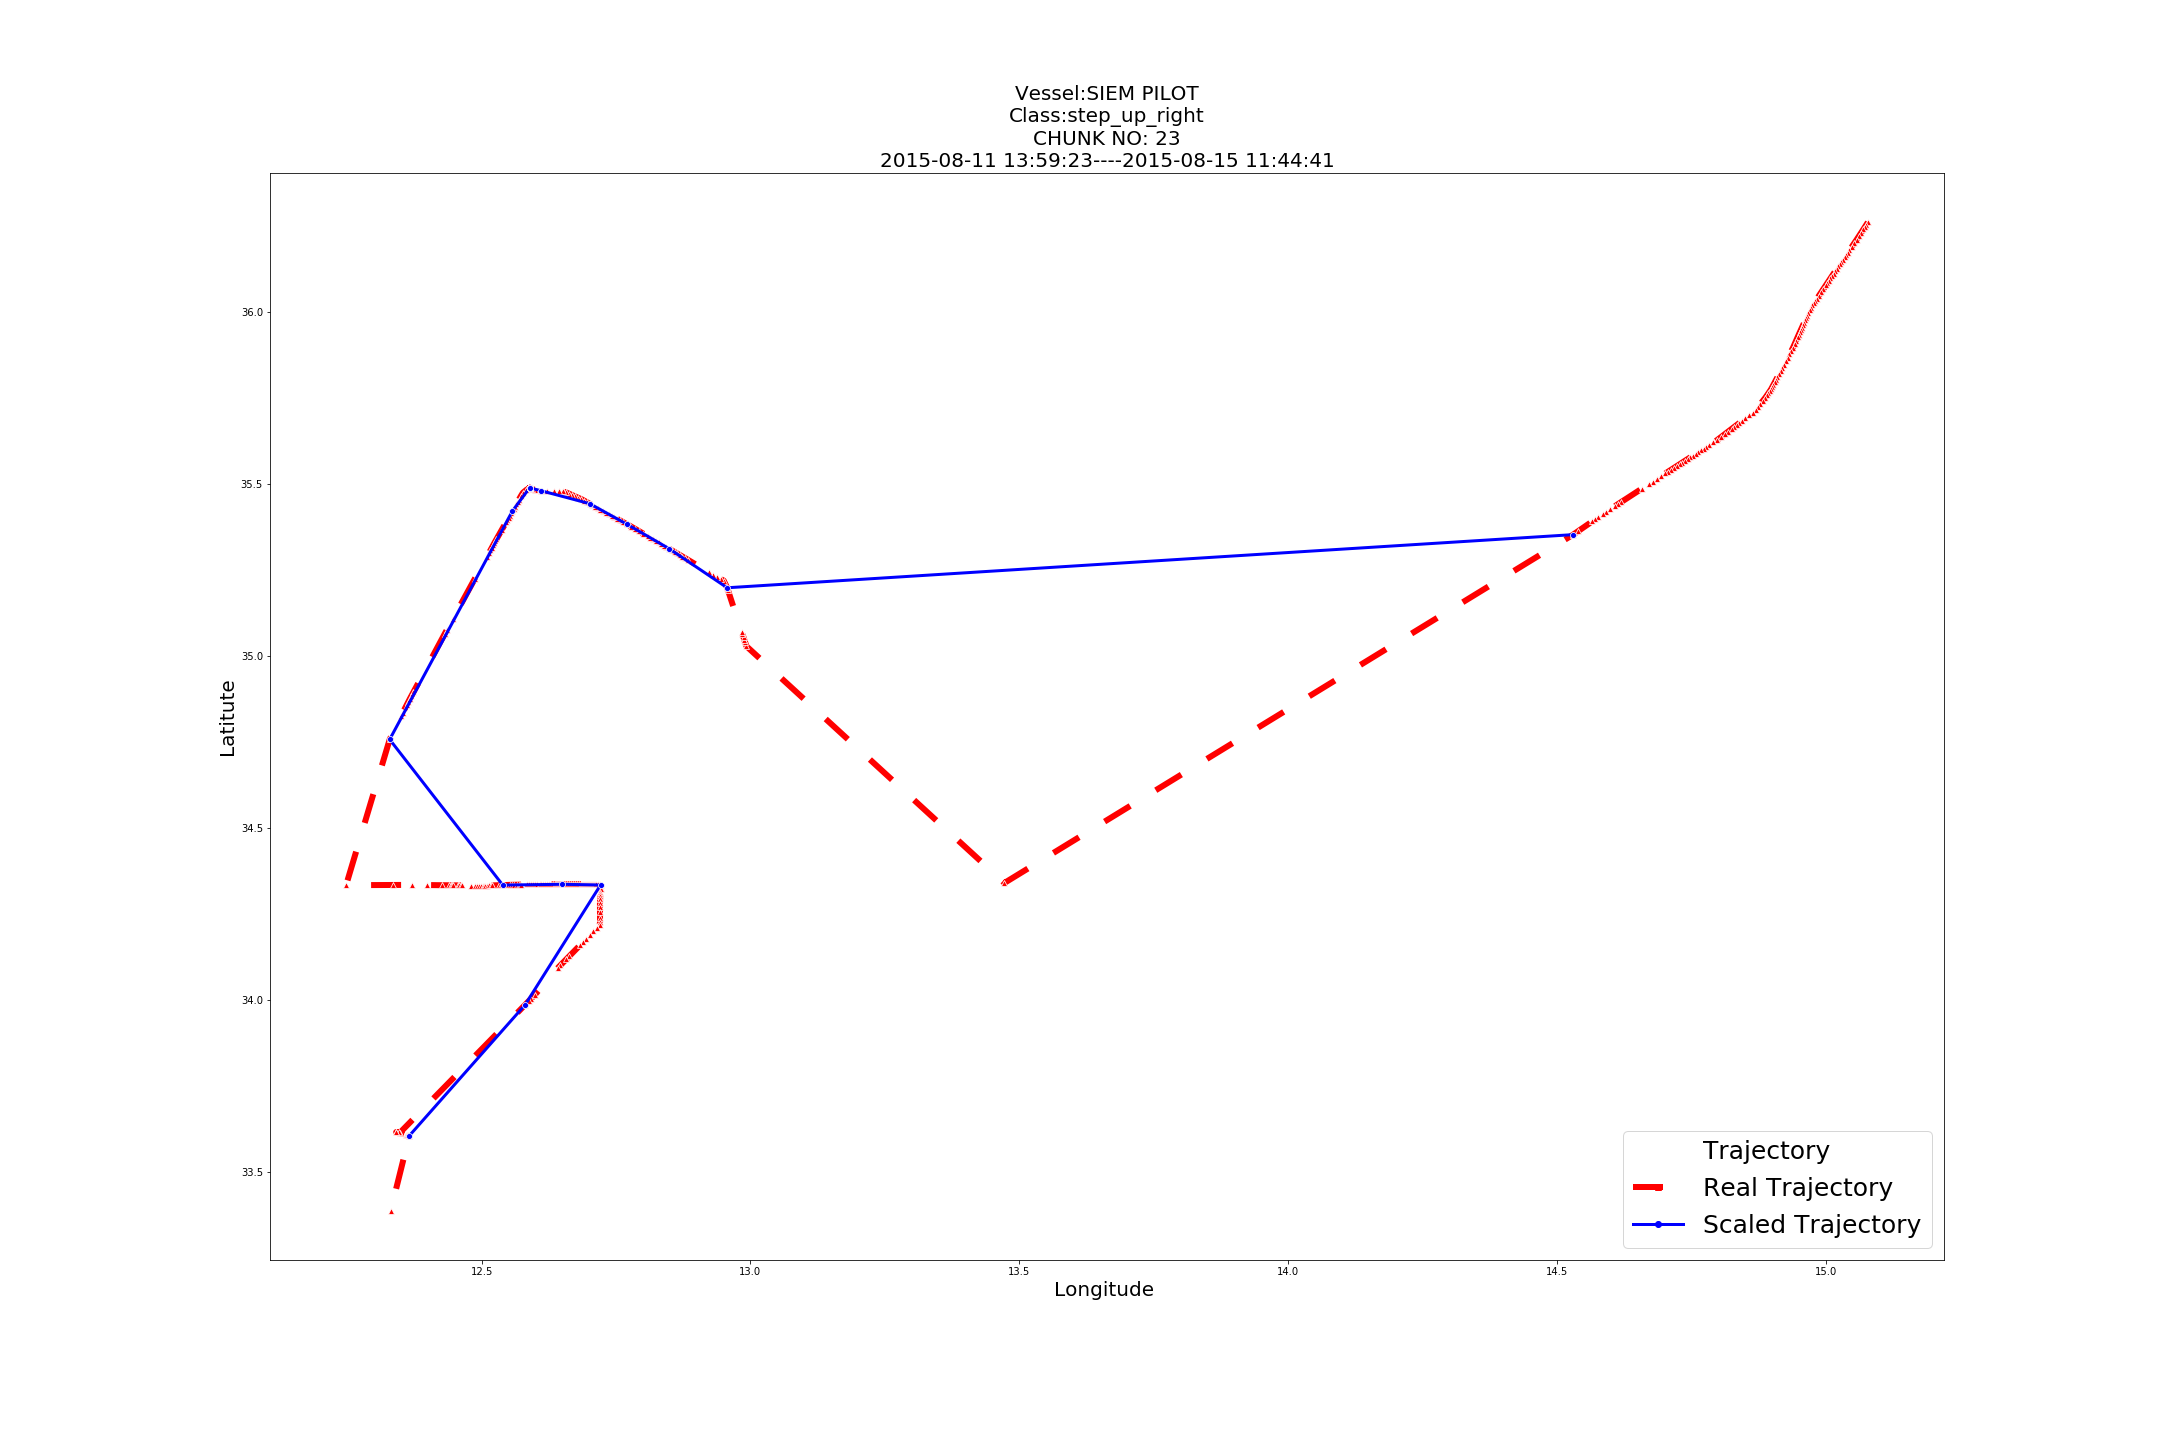 Vessel:SIEM PILOT
Class:step_up_right
CHUNK NO: 23
2015-08-11 13:59:23----2015-08-15 11:44:41
36.0
35.5
35.0
34.5
34.0
33.5
Latitute
12.5 13.0 13.5 14.0 14.5 15.0
Longitude
Trajectory
Real Trajectory
Scaled Trajectory